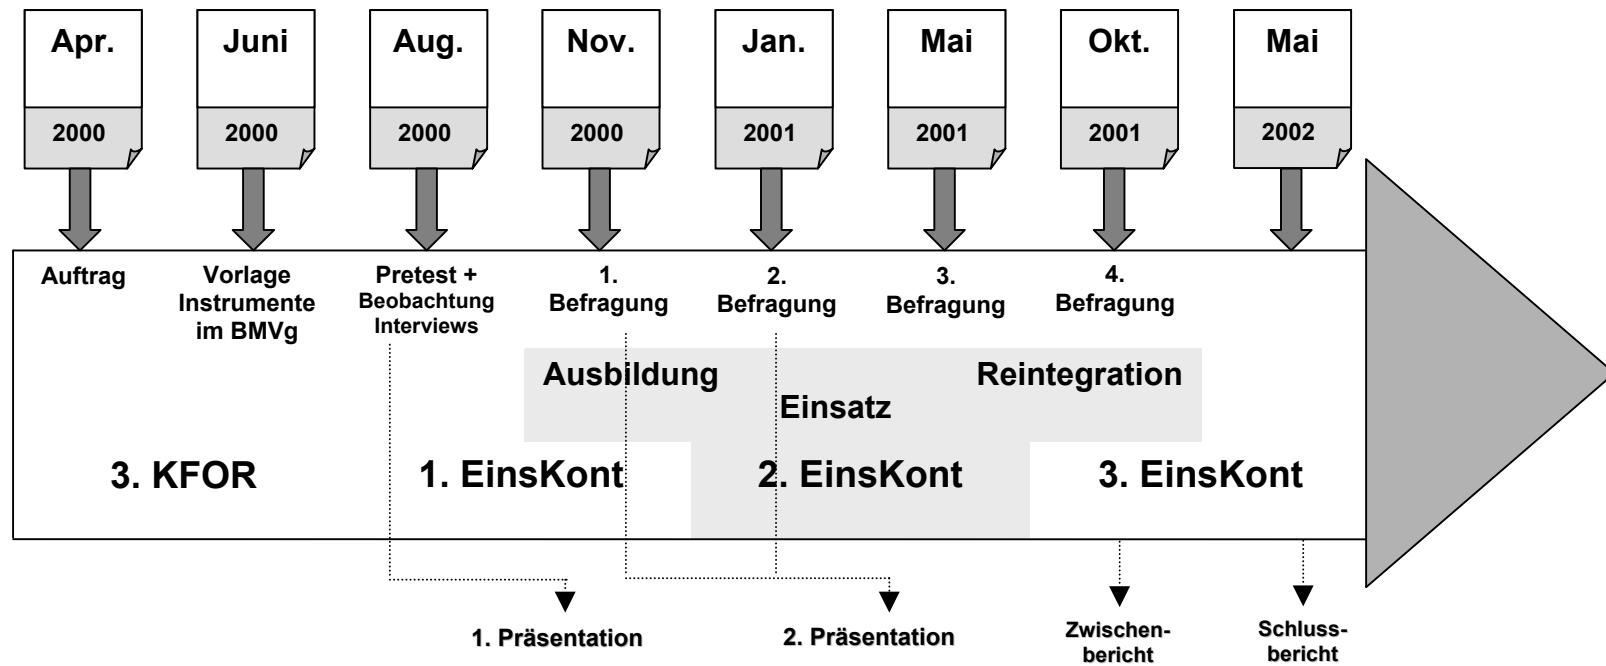 Apr.
Juni
Aug.
Nov.
Jan.
Mai
Okt.
Mai
2000
2000
2000
2000
2001
2001
2001
2002
Auftrag
Vorlage
Instrumente
im BMVg
Pretest +
Beobachtung
Interviews
1.
Befragung
2.
Befragung
3.
Befragung
4.
Befragung
Ausbildung
Einsatz
Reintegration
3. KFOR
1. EinsKont
2. EinsKont
3. EinsKont
1. Präsentation
2. Präsentation
Zwischen-
bericht
Schluss-
bericht